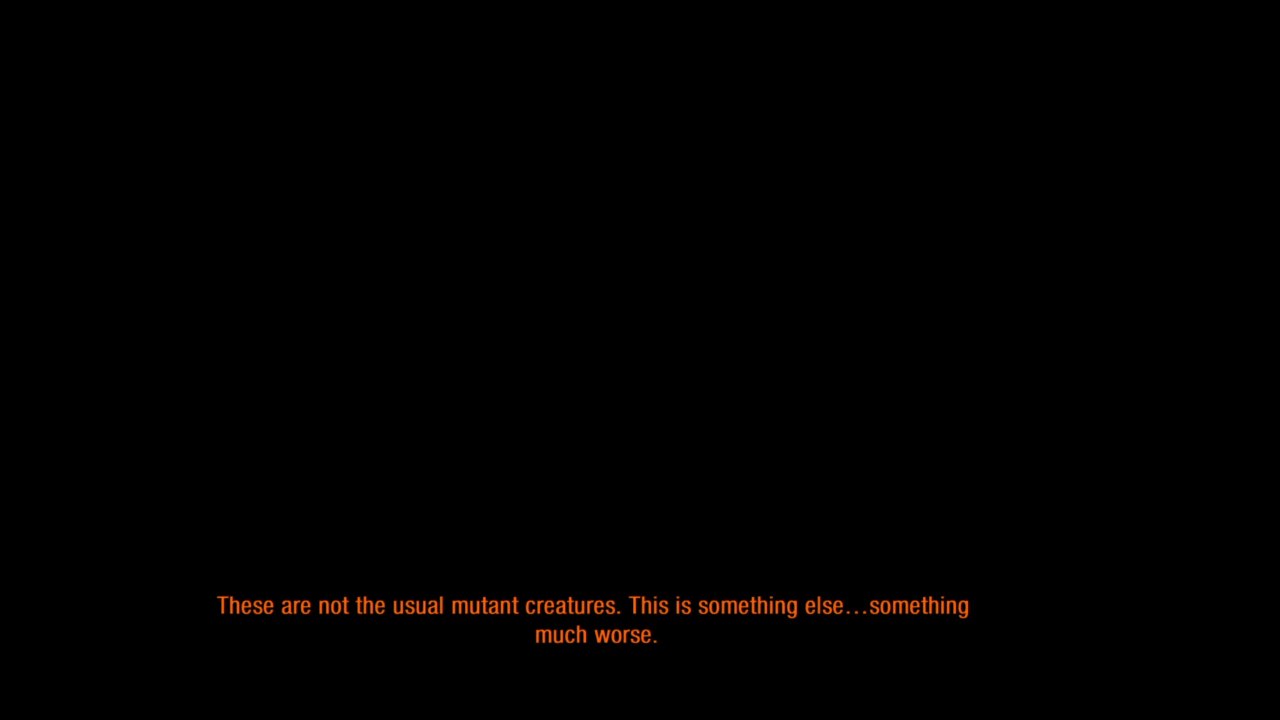 These are not the usual mutant creatures. This is something else…something
much worse.